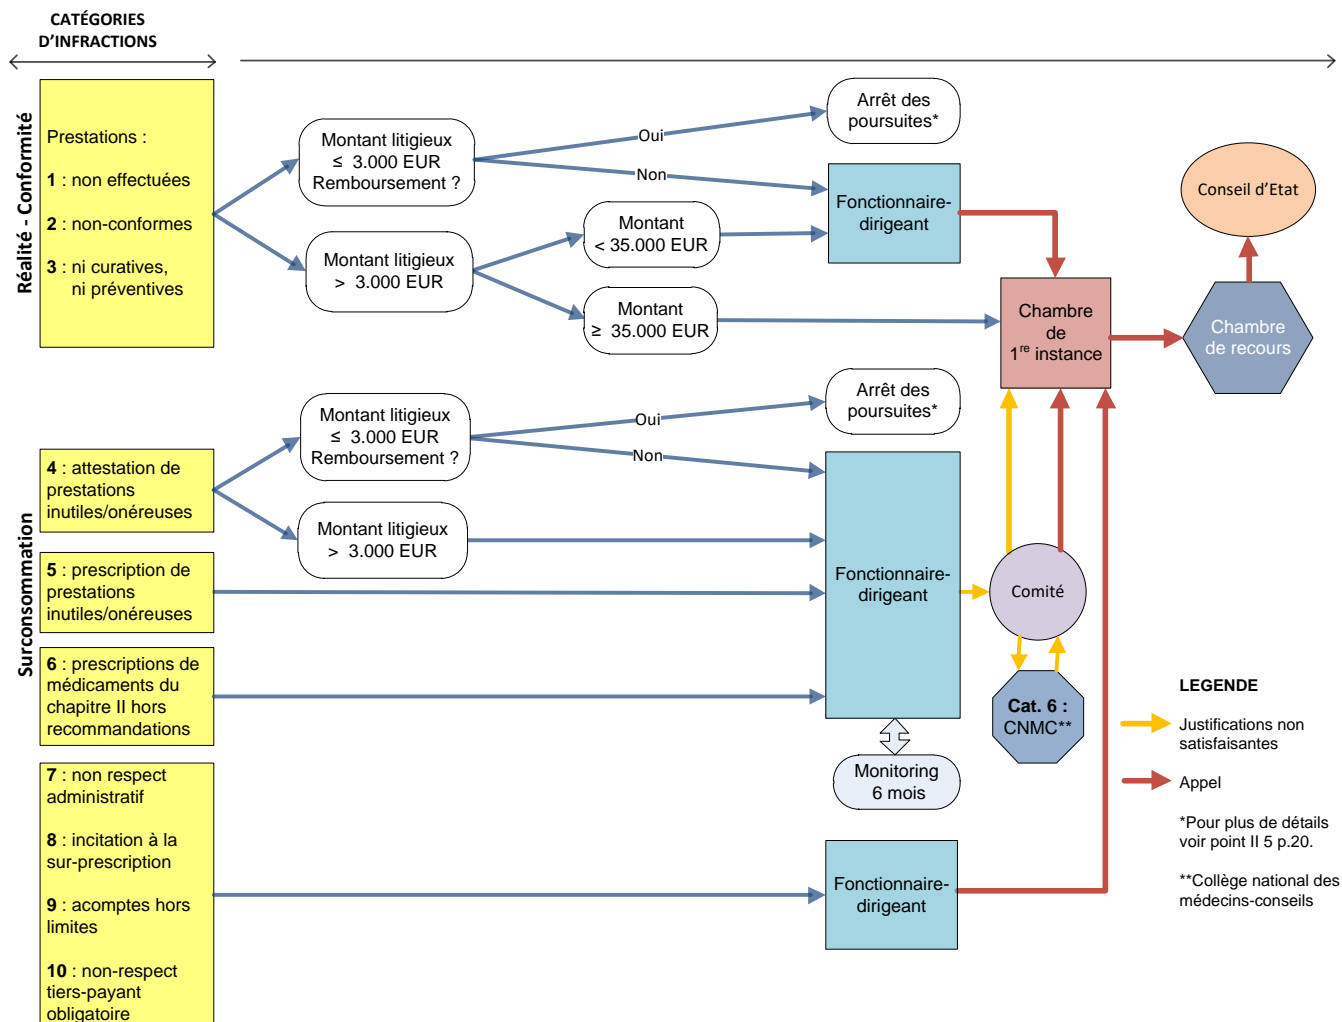 CATÉGORIES
D’INFRACTIONS
Réalité - Conformité
Prestations :
1 : non effectuées
2 : non-conformes
3 : ni curatives,
ni préventives
Montant litigieux
≤ 3.000 EUR
Remboursement ?
Oui
Non
Arrêt des
poursuites*
Fonctionnaire-
dirigeant
Montant litigieux
> 3.000 EUR
Montant
< 35.000 EUR
Montant
≥ 35.000 EUR
Chambre
de
1re instance
Conseil d’Etat
Chambre
de recours
Surconsommation
4 : attestation de
prestations
inutiles/onéreuses
Montant litigieux
≤ 3.000 EUR
Remboursement ?
Oui
Non
Arrêt des
poursuites*
Montant litigieux
> 3.000 EUR
5 : prescription de
prestations
inutiles/onéreuses
6 : prescriptions de
médicaments du
chapitre II hors
recommandations
Fonctionnaire-
dirigeant
Comité
Cat. 6 :
CNMC**
Monitoring
6 mois
7 : non respect
administratif
8 : incitation à la
sur-prescription
9 : acomptes hors
limites
10 : non-respect
tiers-payant
obligatoire
Fonctionnaire-
dirigeant
LEGENDE
Justifications non
satisfaisantes
Appel
*Pour plus de détails
voir point II 5 p.20.
**Collège national des
médecins-conseils